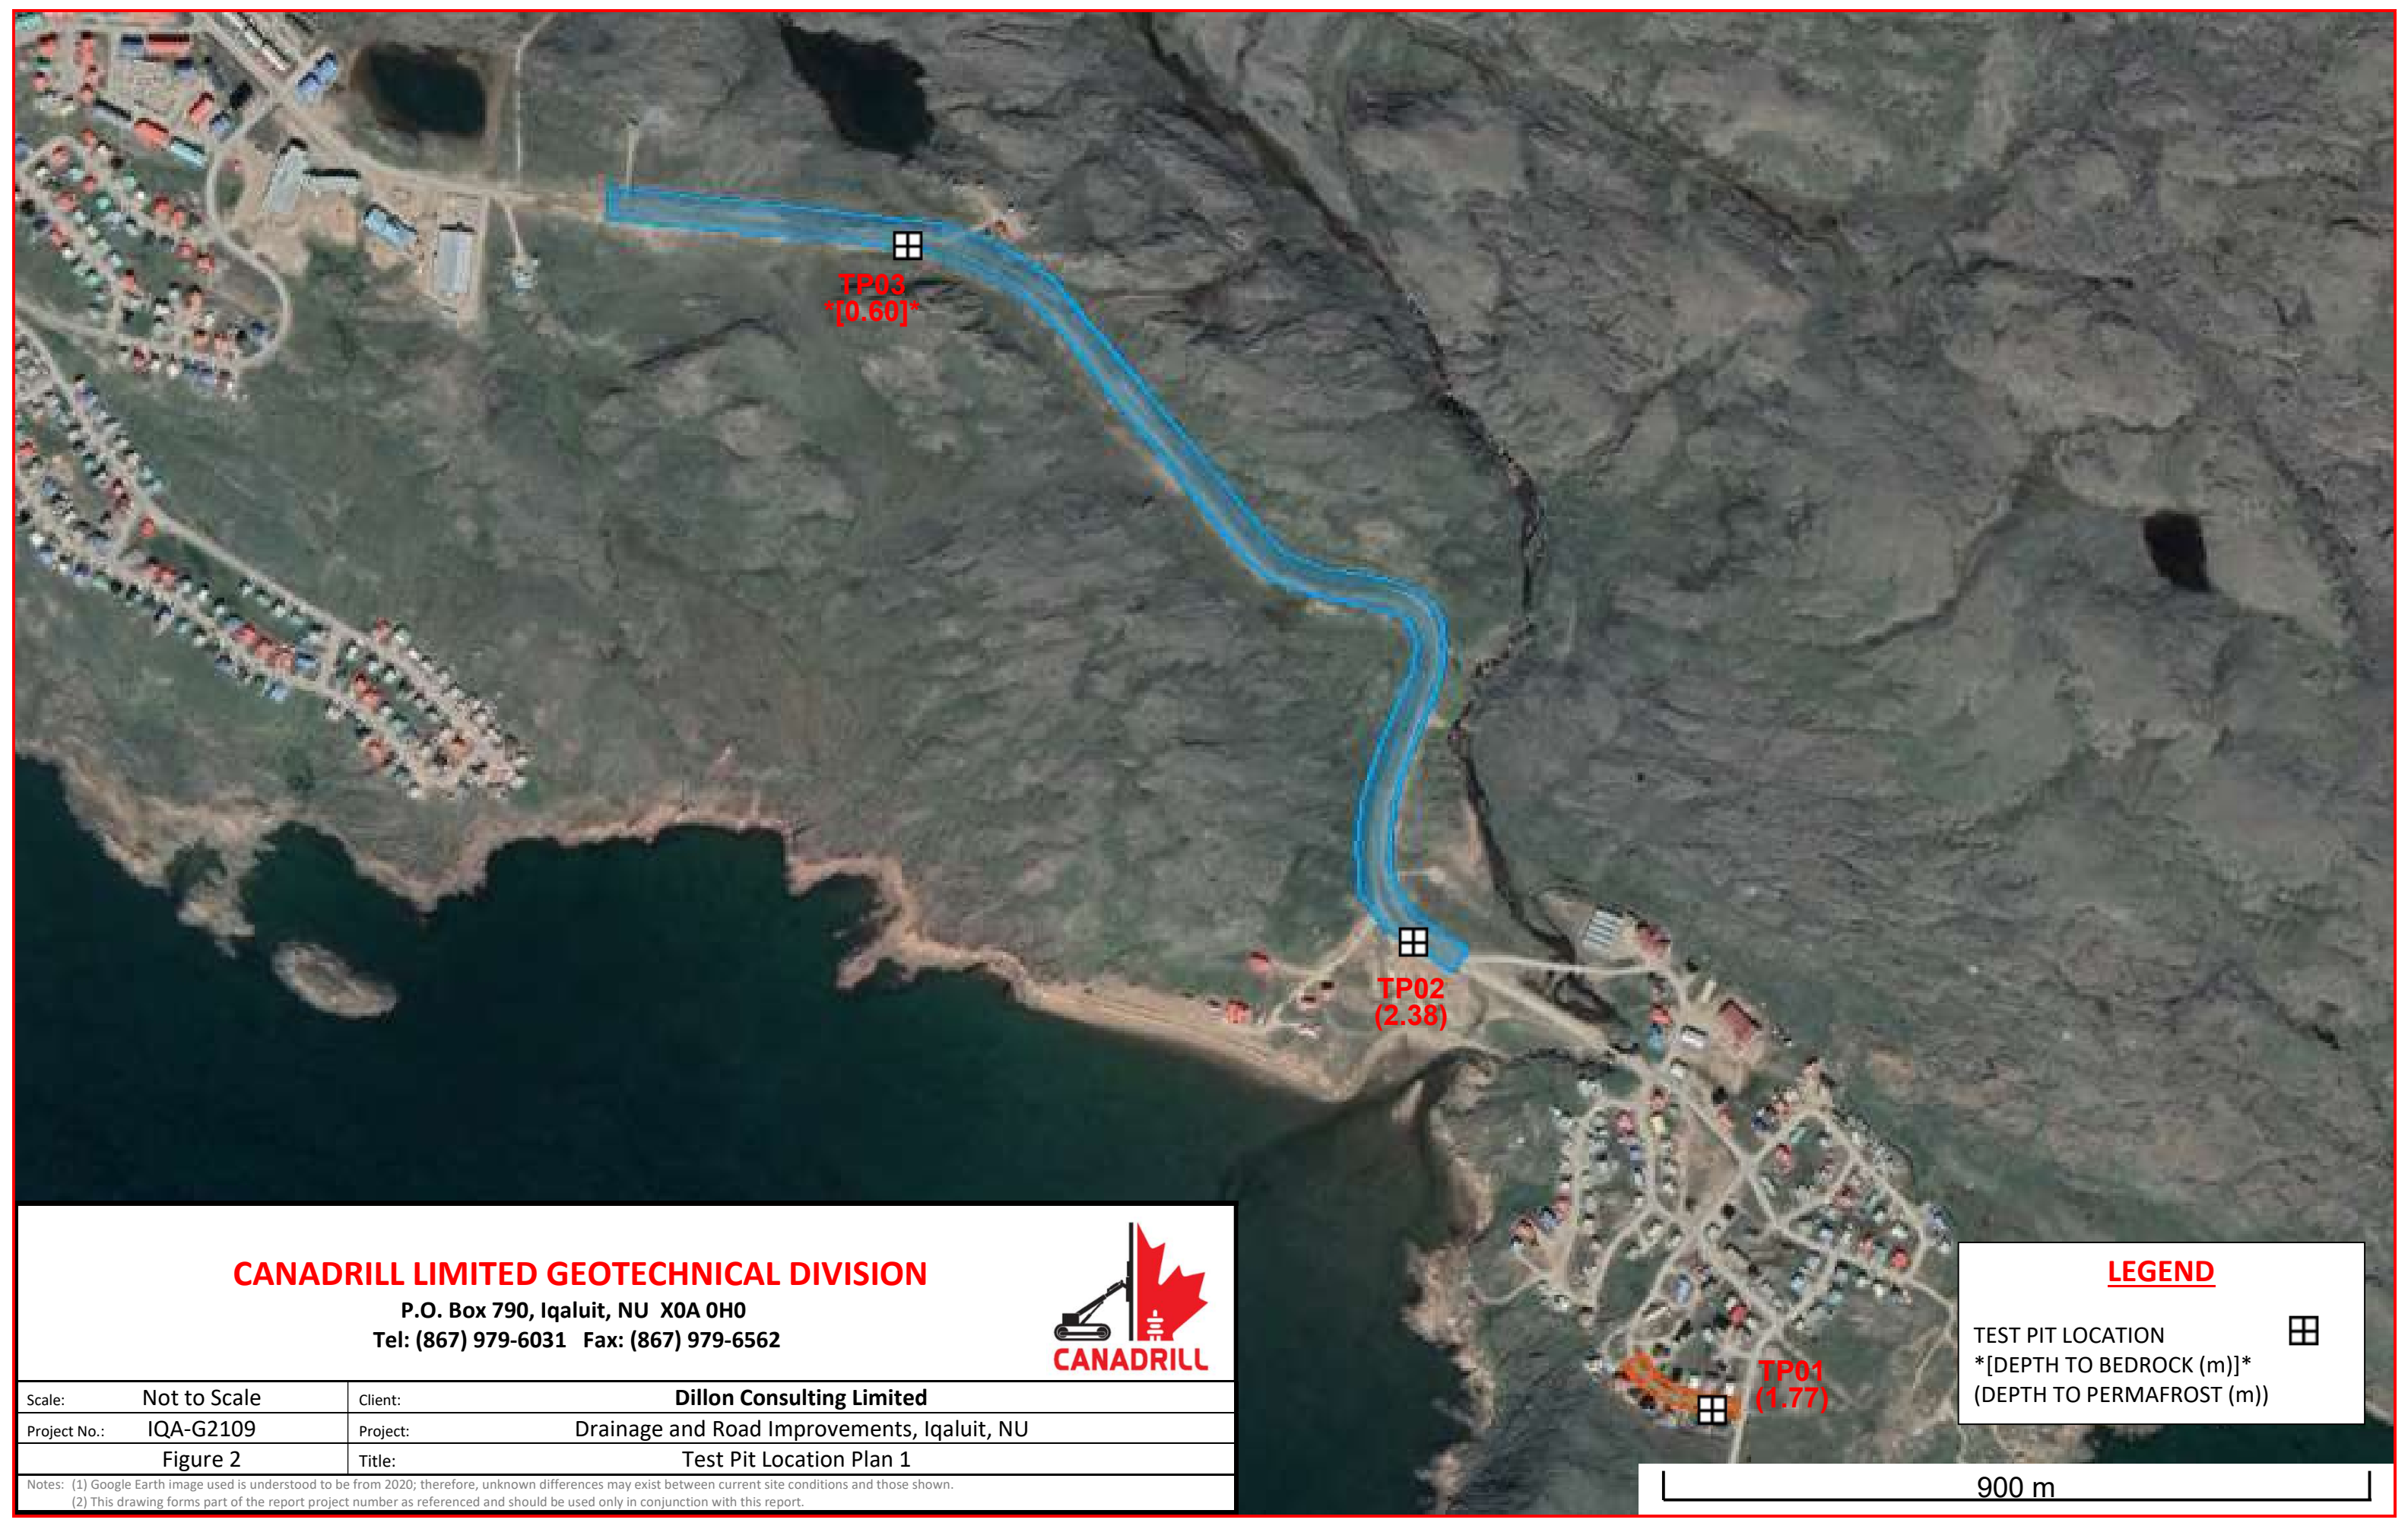 TP03
*[0.60]*
TP02
(2.38)
TP01
(1.77)
CANADRILL LIMITED GEOTECHNICAL DIVISION
P.O. Box 790, Iqaluit, NU X0A 0H0
Tel: (867) 979-6031 Fax: (867) 979-6562
CANADRILL
Scale: Not to Scale Client: Dillon Consulting Limited
Project No.: IQA-G2109 Project: Drainage and Road Improvements, Iqaluit, NU
Figure 2 Title: Test Pit Location Plan 1
Notes: (1) Google Earth image used is understood to be from 2020; therefore, unknown differences may exist between current site conditions and those shown.
(2) This drawing forms part of the report project number as referenced and should be used only in conjunction with this report.
LEGEND
TEST PIT LOCATION
*[DEPTH TO BEDROCK (m)]*
(DEPTH TO PERMAFROST (m))
900 m